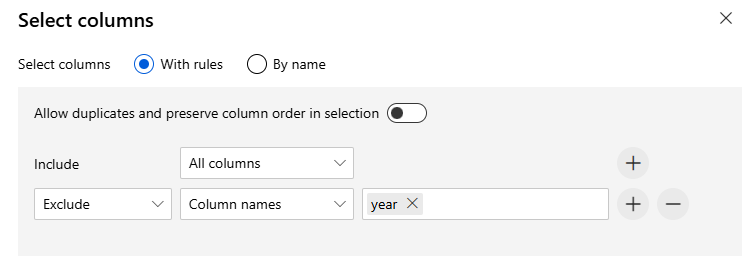 Select columns
Select columns With rules By name
Allow duplicates and preserve column order in selection
Include All columns
Exclude Column names year